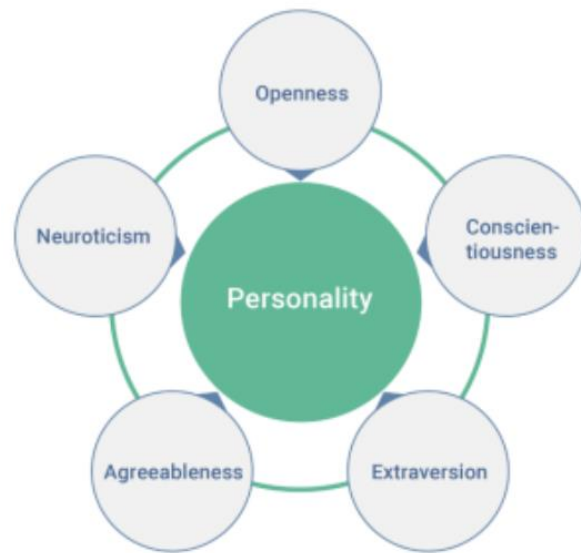 Openness
Conscien-
tiousness
Extraversion
Agreeableness
Neuroticism
Personality